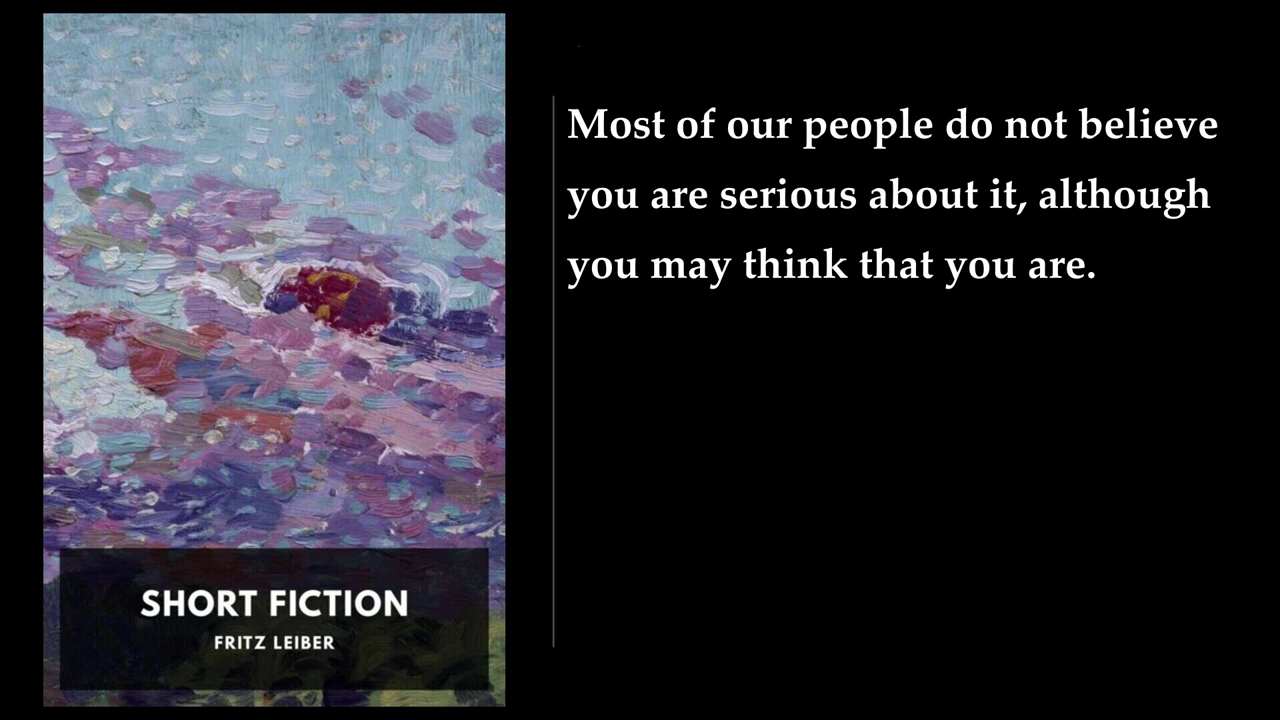 Most of our people do not believe
you are serious about it, although
you may think that you are.
SHORT FICTION
FRITZ LEIBER